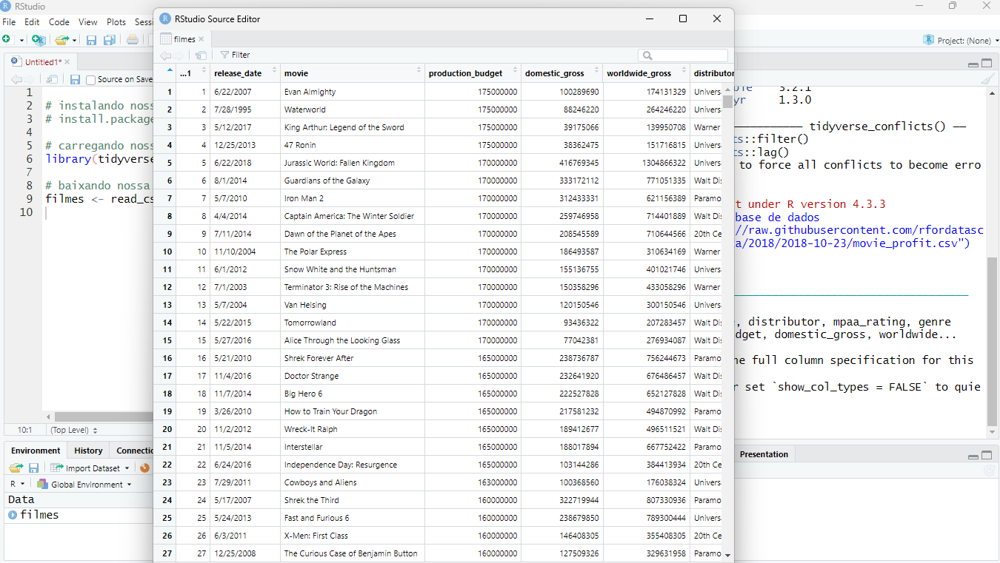 RStudio
File Edit Code View Plots Sessi
Project: (None)
Untitled1*
Source on Save
1
2 # instalando noss
3 # install.package
4
5 # carregando noss
6 library(tidyverse
7
8 # baixando nossa
9 filmes <- read_cs
10
10:1 (Top Level)
Environment History Connectio
Import Dataset
R Global Environment
Data
filmes
RStudio Source Editor
filmes
Filter
...1 release_date movie production_budget domestic_gross worldwide_gross distributor
1 1 6/22/2007 Evan Almighty 175000000 100289690 174131329 Univers
2 2 7/28/1995 Waterworld 175000000 88246220 264246220 Univers
3 3 5/12/2017 King Arthur: Legend of the Sword 175000000 39175066 139950708 Warner
4 4 12/25/2013 47 Ronin 175000000 38362475 151716815 Univers
5 5 6/22/2018 Jurassic World: Fallen Kingdom 170000000 416769345 1304866322 Univers
6 6 8/1/2014 Guardians of the Galaxy 170000000 333172112 771051335 Walt Dis
7 7 5/7/2010 Iron Man 2 170000000 312433331 621156389 Paramo
8 8 4/4/2014 Captain America: The Winter Soldier 170000000 259746958 714401889 Walt Dis
9 9 7/11/2014 Dawn of the Planet of the Apes 170000000 208545589 710644566 20th Ce
10 10 11/10/2004 The Polar Express 170000000 186493587 310634169 Warner
11 11 6/1/2012 Snow White and the Huntsman 170000000 155136755 401021746 Univers
12 12 7/1/2003 Terminator 3: Rise of the Machines 170000000 150358296 433058296 Warner
13 13 5/7/2004 Van Helsing 170000000 120150546 300150546 Univers
14 14 5/22/2015 Tomorrowland 170000000 93436322 207283457 Walt Dis
15 15 5/27/2016 Alice Through the Looking Glass 170000000 77042381 276934087 Walt Dis
16 16 5/21/2010 Shrek Forever After 165000000 238736787 756244673 Paramo
17 17 11/4/2016 Doctor Strange 165000000 232641920 676486457 Walt Dis
18 18 11/7/2014 Big Hero 6 165000000 222527828 652127828 Walt Dis
19 19 3/26/2010 How to Train Your Dragon 165000000 217581232 494870992 Paramo
20 20 11/2/2012 Wreck-It Ralph 165000000 189412677 496511521 Walt Dis
21 21 11/5/2014 Interstellar 165000000 188017894 667752422 Paramo
22 22 6/24/2016 Independence Day: Resurgence 165000000 103144286 384413934 20th Ce
23 23 7/29/2011 Cowboys and Aliens 163000000 100368560 176038324 Univers
24 24 5/17/2007 Shrek the Third 160000000 322719944 807330936 Paramo
25 25 5/24/2013 Fast and Furious 6 160000000 238679850 789300444 Univers
26 26 6/3/2011 X-Men: First Class 160000000 146408305 355408305 20th Ce
27 27 12/25/2008 The Curious Case of Benjamin Button 160000000 127509326 329631958 Paramo
ble 3.2.1
yr 1.3.0
tidyverse_conflicts() ──
ts::filter()
ts::lag()
to force all conflicts to become erro
t under R version 4.3.3
base de dados
//raw.githubusercontent.com/rfordatasc
ta/2018/2018-10-23/movie_profit.csv")
, distributor, mpaa_rating, genre
dget, domestic_gross, worldwide...
he full column specification for this
r set `show_col_types = FALSE` to quie
Presentation